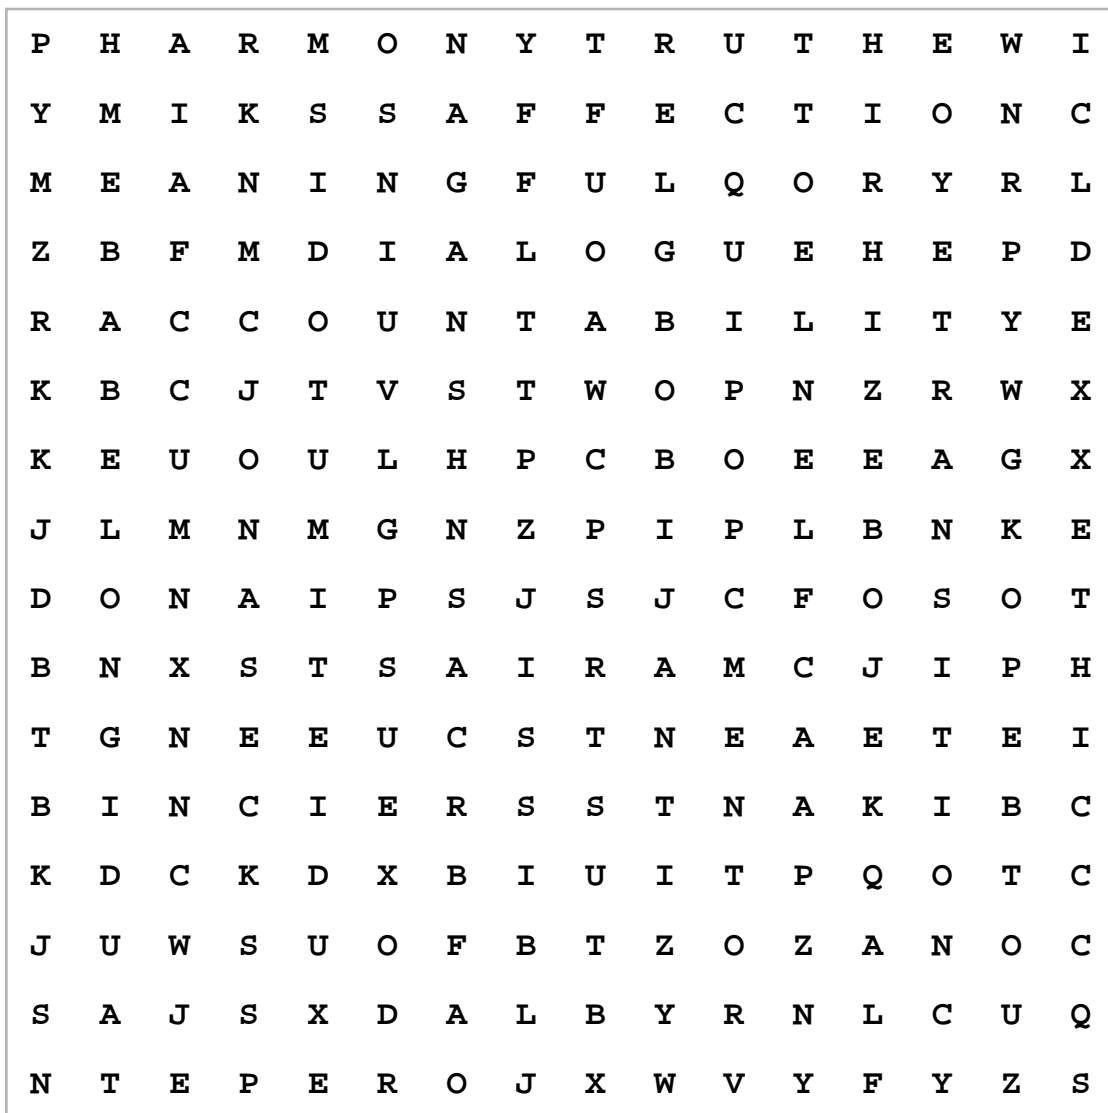 P H A R M O N Y T R U T H E W I
Y M I K S S A F F E C T I O N C
M E A N I N G F U L Q O R Y R L
Z B F M D I A L O G U E H E P D
R A C C O U N T A B I L I T Y E
K B C J T V S T W O P N Z R W X
K E U O U L H P C B O E E A G X
J L M N M G N Z P I P L B N K E
D O N A I P S J S J C F O S O T
B N X S T S A I R A M C J I P H
T G N E E U C S T N E A E T E I
B I N C I E R S S T N A K I B C
K D C K D X B I U I T P Q O T C
J U W S U O F B T Z O Z A N O C
S A J S X D A L B Y R N L C U Q
N T E P E R O J X W V Y F Y Z S